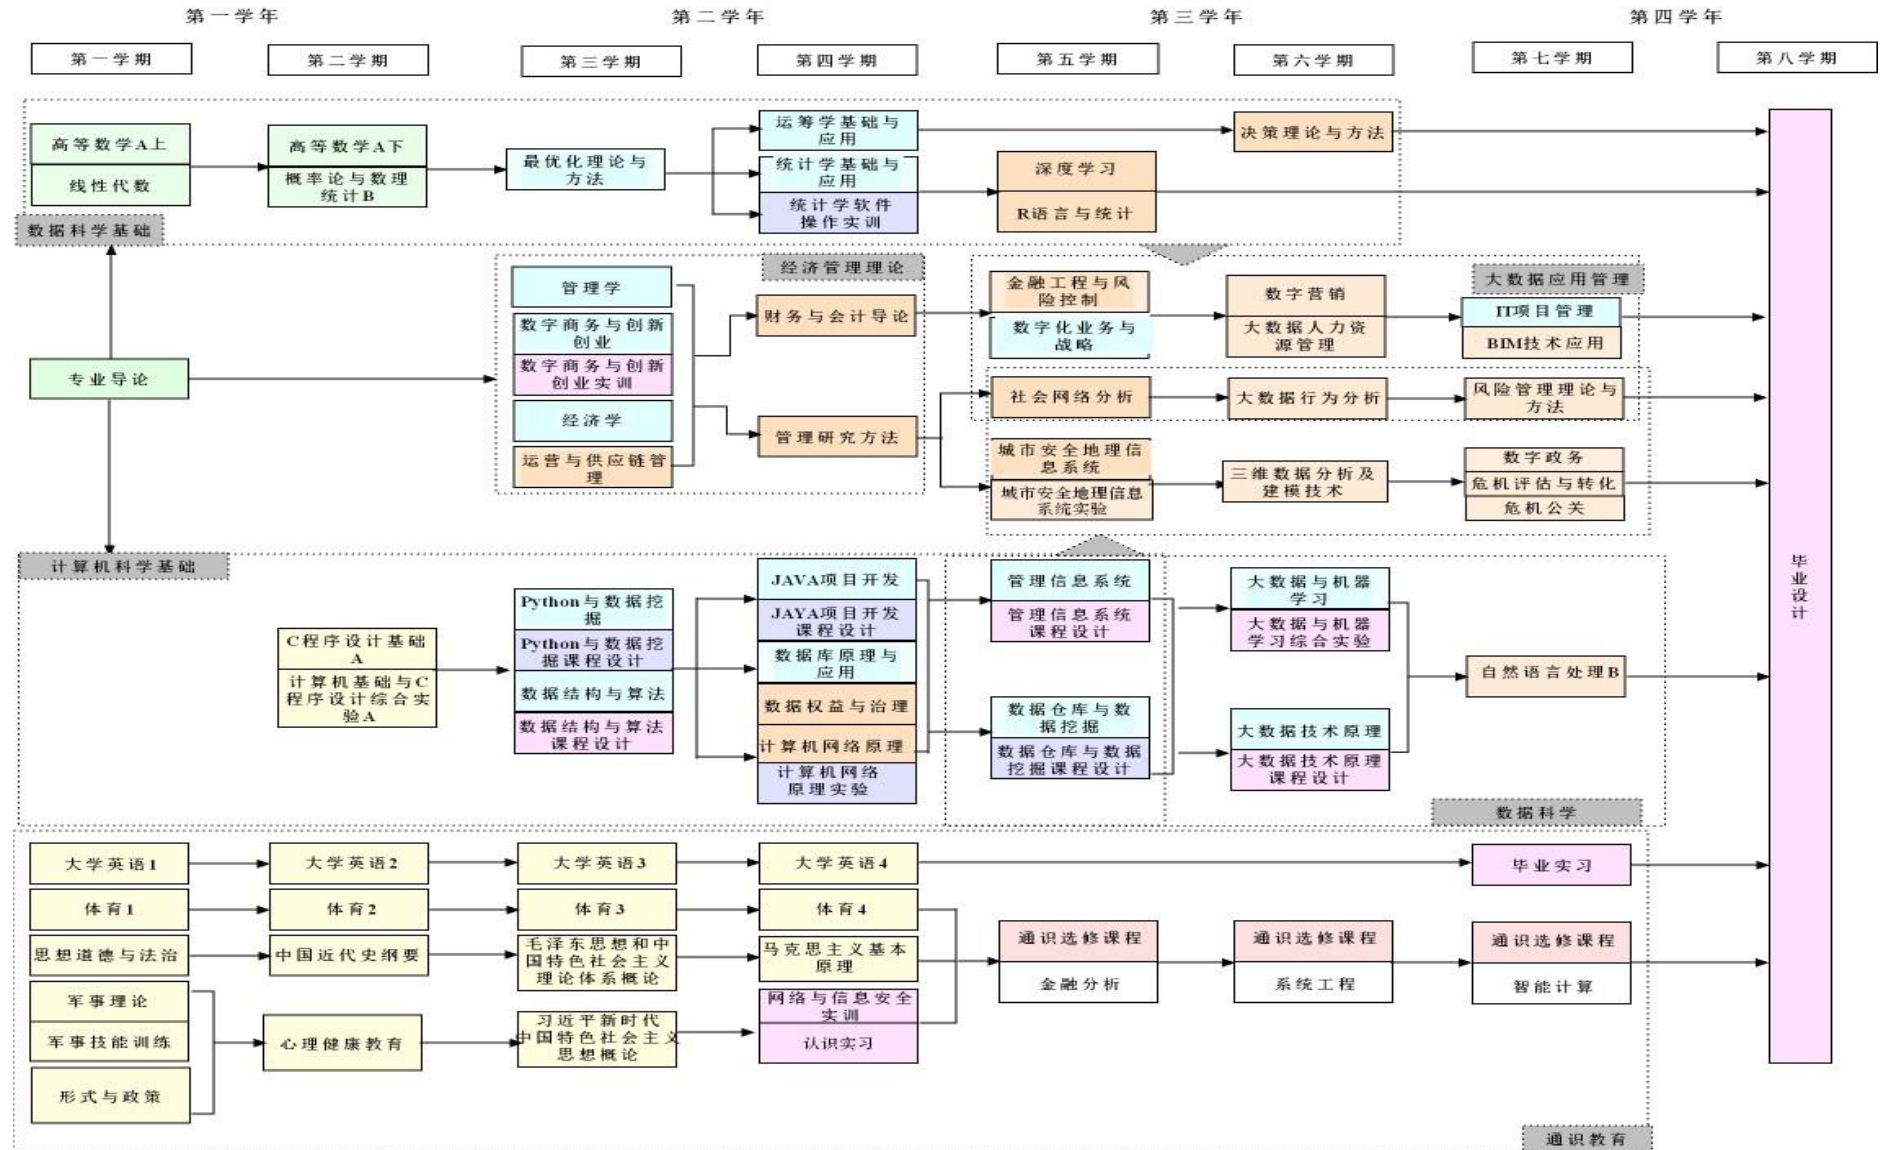 第一学年
第二学年
第三学年
第四学年
第一学期
第二学期
第三学期
第四学期
第五学期
第六学期
第七学期
第八学期
高等数学A上
线性代数
高等数学A下
概率论与数理
统计B
最优化理论与
方法
运筹学基础与
应用
统计学基础与
应用
统计学软件
操作实训
深度学习
R语言与统计
决策理论与方法
数据科学基础
经济管理理论
大数据应用管理
专业导论
管理学
数字商务与创新
创业
数字商务与创新
创业实训
经济学
运营与供应链管
理
财务与会计导论
管理研究方法
金融工程与风
险控制
数字化业务与
战略
数字营销
大数据人力资
源管理
IT项目管理
BIM技术应用
社会网络分析
大数据行为分析
风险管理理论与
方法
城市安全地理信
息系统
城市安全地理信息
系统实验
三维数据分析及
建模技术
数字政务
危机评估与转化
危机公关
计算机科学基础
C程序设计基础
A
计算机基础与C
程序设计综合实
验A
Python与数据挖
掘
Python与数据挖
掘课程设计
数据结构与算法
数据结构与算法
课程设计
JAVA项目开发
JAYA项目开发
课程设计
数据库原理与
应用
数据权益与治理
计算机网络原理
计算机网络
原理实验
管理信息系统
管理信息系统
课程设计
数据仓库与数
据挖掘
数据仓库与数据
挖掘课程设计
大数据与机器
学习
大数据与机器
学习综合实验
大数据技术原理
大数据技术原理
课程设计
自然语言处理B
数据科学
毕业设计
大学英语1
大学英语2
大学英语3
大学英语4
毕业实习
体育1
体育2
体育3
体育4
思想道德与法治
中国近代史纲要
毛泽东思想和中
国特色社会主义
理论体系概论
马克思主义基本
原理
通识选修课程
金融分析
通识选修课程
系统工程
通识选修课程
智能计算
军事理论
军事技能训练
形式与政策
心理健康教育
习近平新时代
中国特色社会主义
思想概论
网络与信息安全
实训
认识实习
通识教育